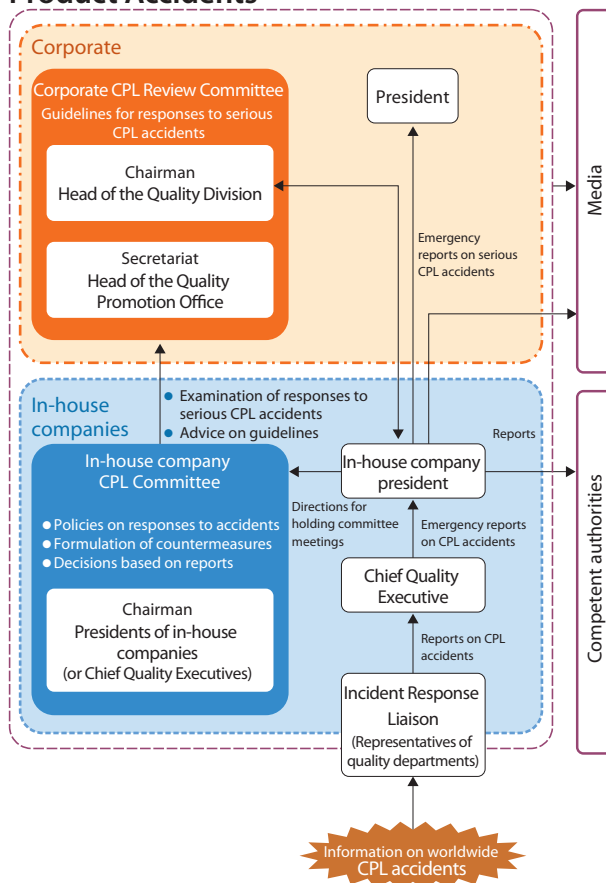 Product Accidents
Corporate
Corporate CPL Review Committee
Guidelines for responses to serious
CPL accidents
Chairman
Head of the Quality Division
Secretariat
Head of the Quality
Promotion Office
President
Emergency
reports on serious
CPL accidents
Media
In-house
companies
● Examination of responses to
serious CPL accidents
● Advice on guidelines
In-house company
CPL Committee
● Policies on responses to accidents
● Formulation of countermeasures
● Decisions based on reports
Chairman
Presidents of in-house
companies
(or Chief Quality Executives)
In-house company
president
Reports
Directions for
holding committee
meetings
Emergency reports
on CPL accidents
Chief Quality
Executive
Reports on CPL
accidents
Incident Response
Liaison
(Representatives of
quality departments)
Competent authorities
Information on worldwide
CPL accidents